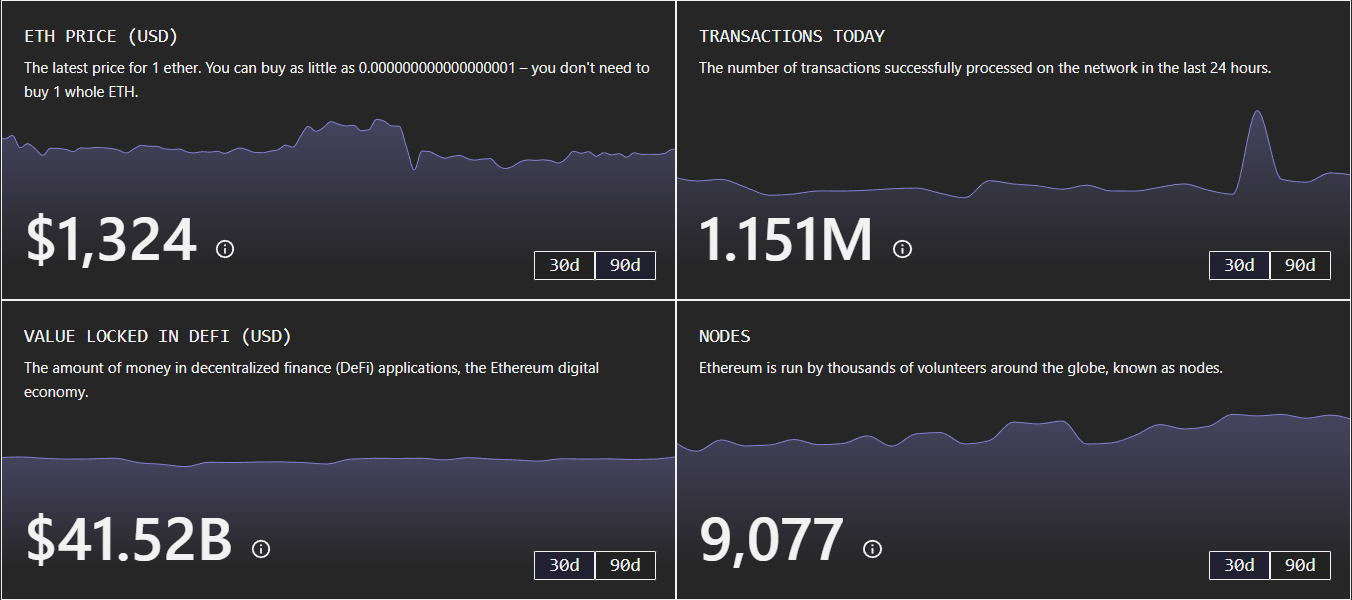 ETH PRICE (USD)
The latest price for 1 ether. You can buy as little as 0.000000000000000001 – you don't need to
buy 1 whole ETH.
$1,324
30d 90d
TRANSACTIONS TODAY
The number of transactions successfully processed on the network in the last 24 hours.
1.151M
30d 90d
VALUE LOCKED IN DEFI (USD)
The amount of money in decentralized finance (DeFi) applications, the Ethereum digital
economy.
$41.52B
30d 90d
NODES
Ethereum is run by thousands of volunteers around the globe, known as nodes.
9,077
30d 90d